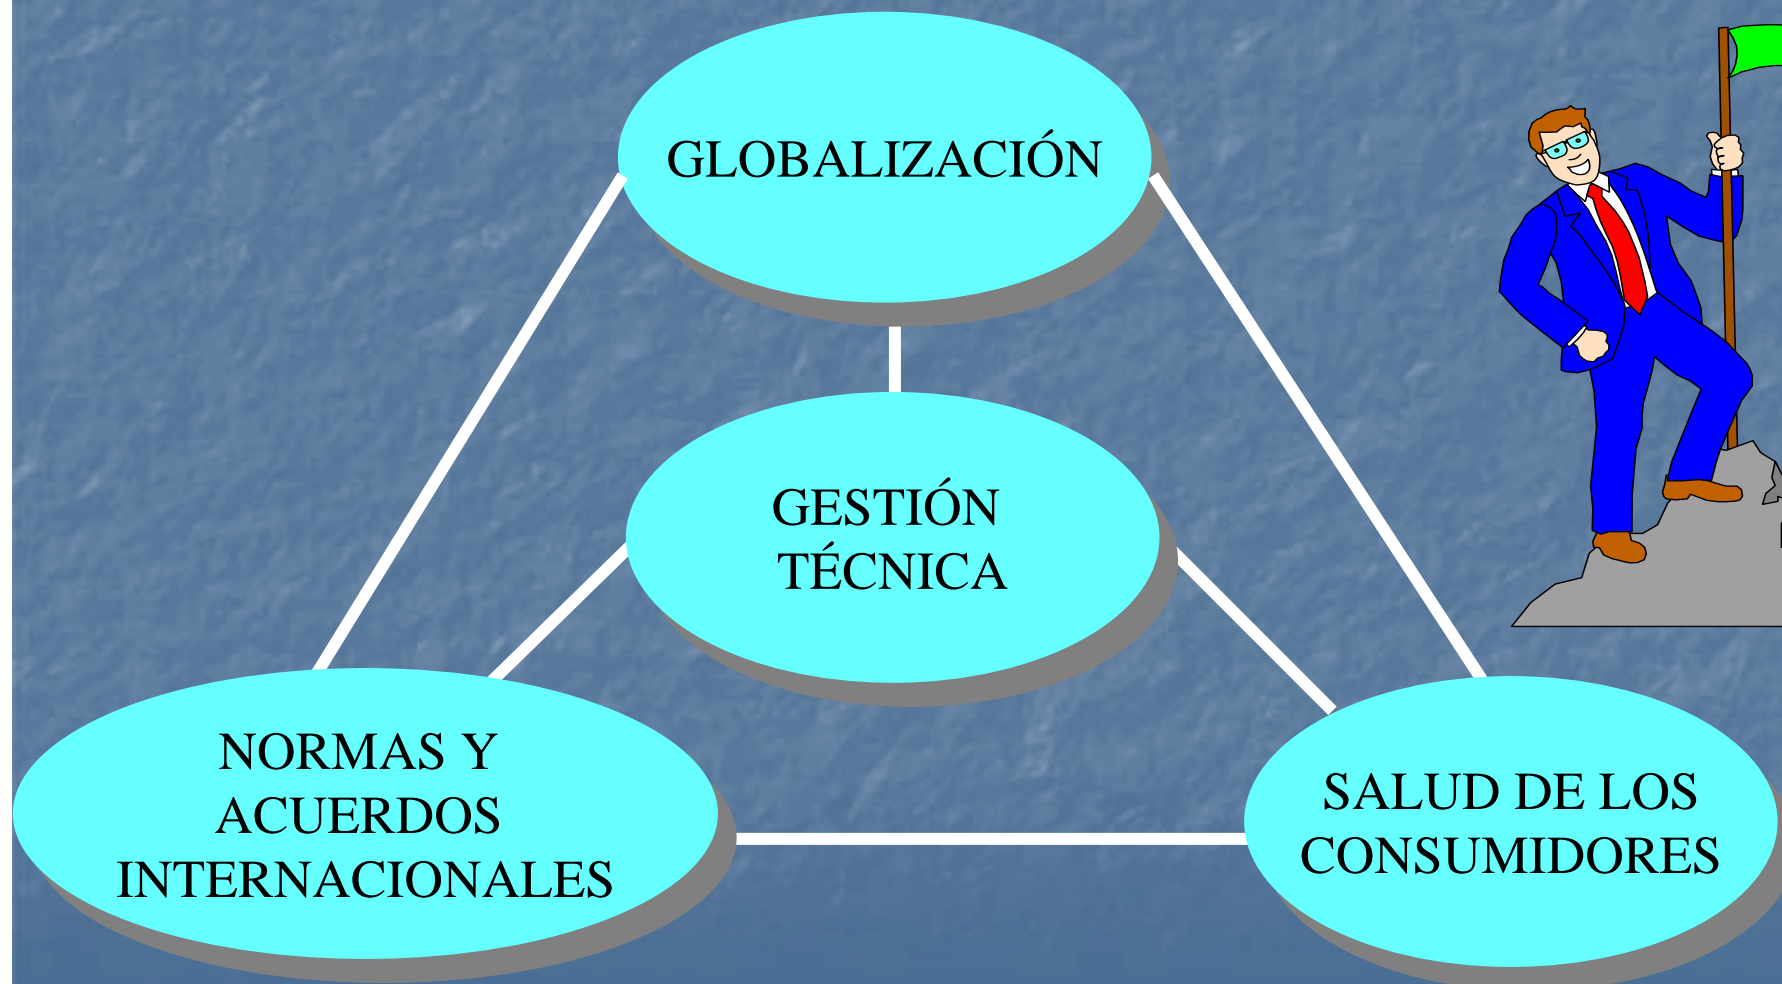 GLOBALIZACIÓN
GESTIÓN
TÉCNICA
NORMAS Y
ACUERDOS
INTERNACIONALES
SALUD DE LOS
CONSUMIDORES